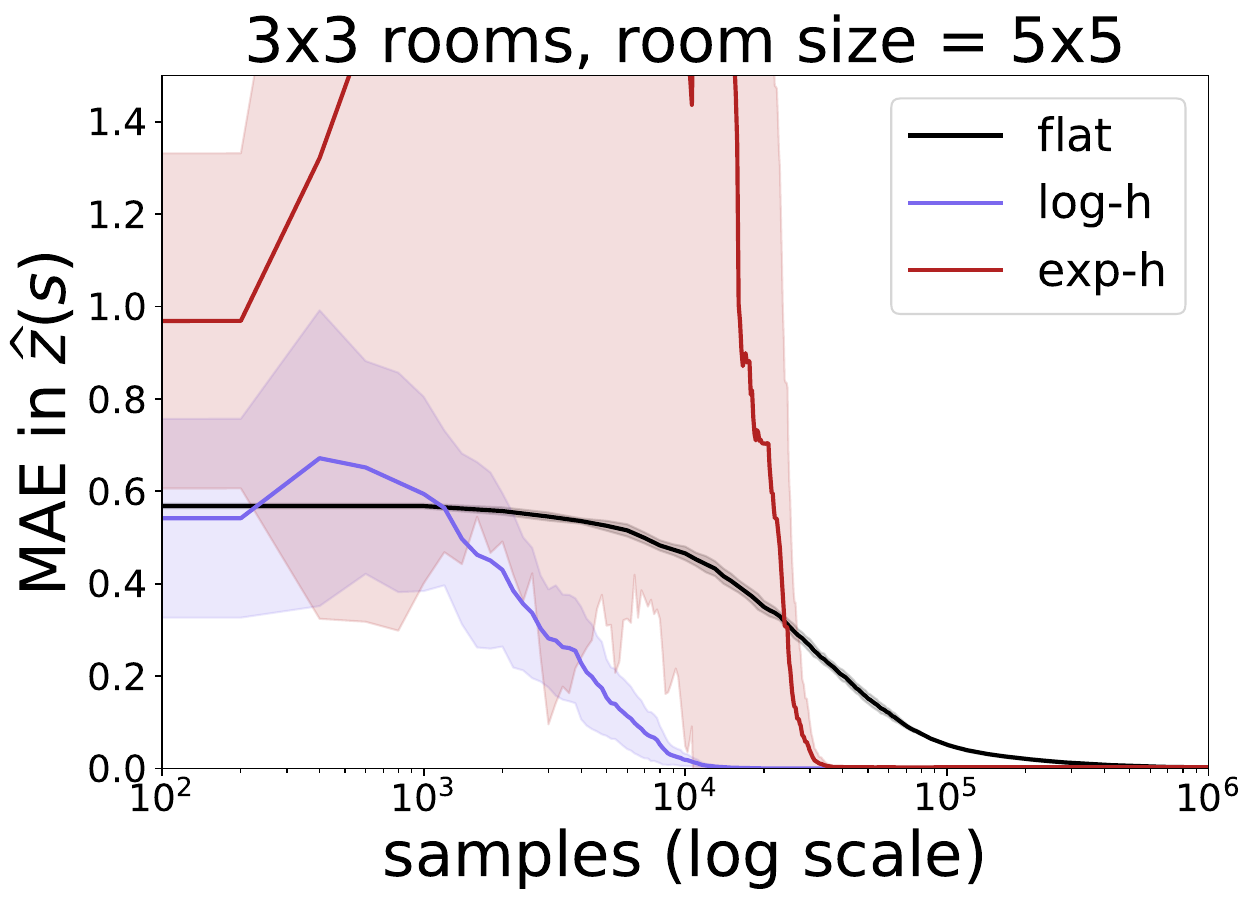 3x3 rooms, room size = 5x5
MAE in ẑ(s)
1.4
1.2
1.0
0.8
0.6
0.4
0.2
0.0
flat
log-h
exp-h
10² 10³ 10⁴ 10⁵ 10⁶
samples (log scale)